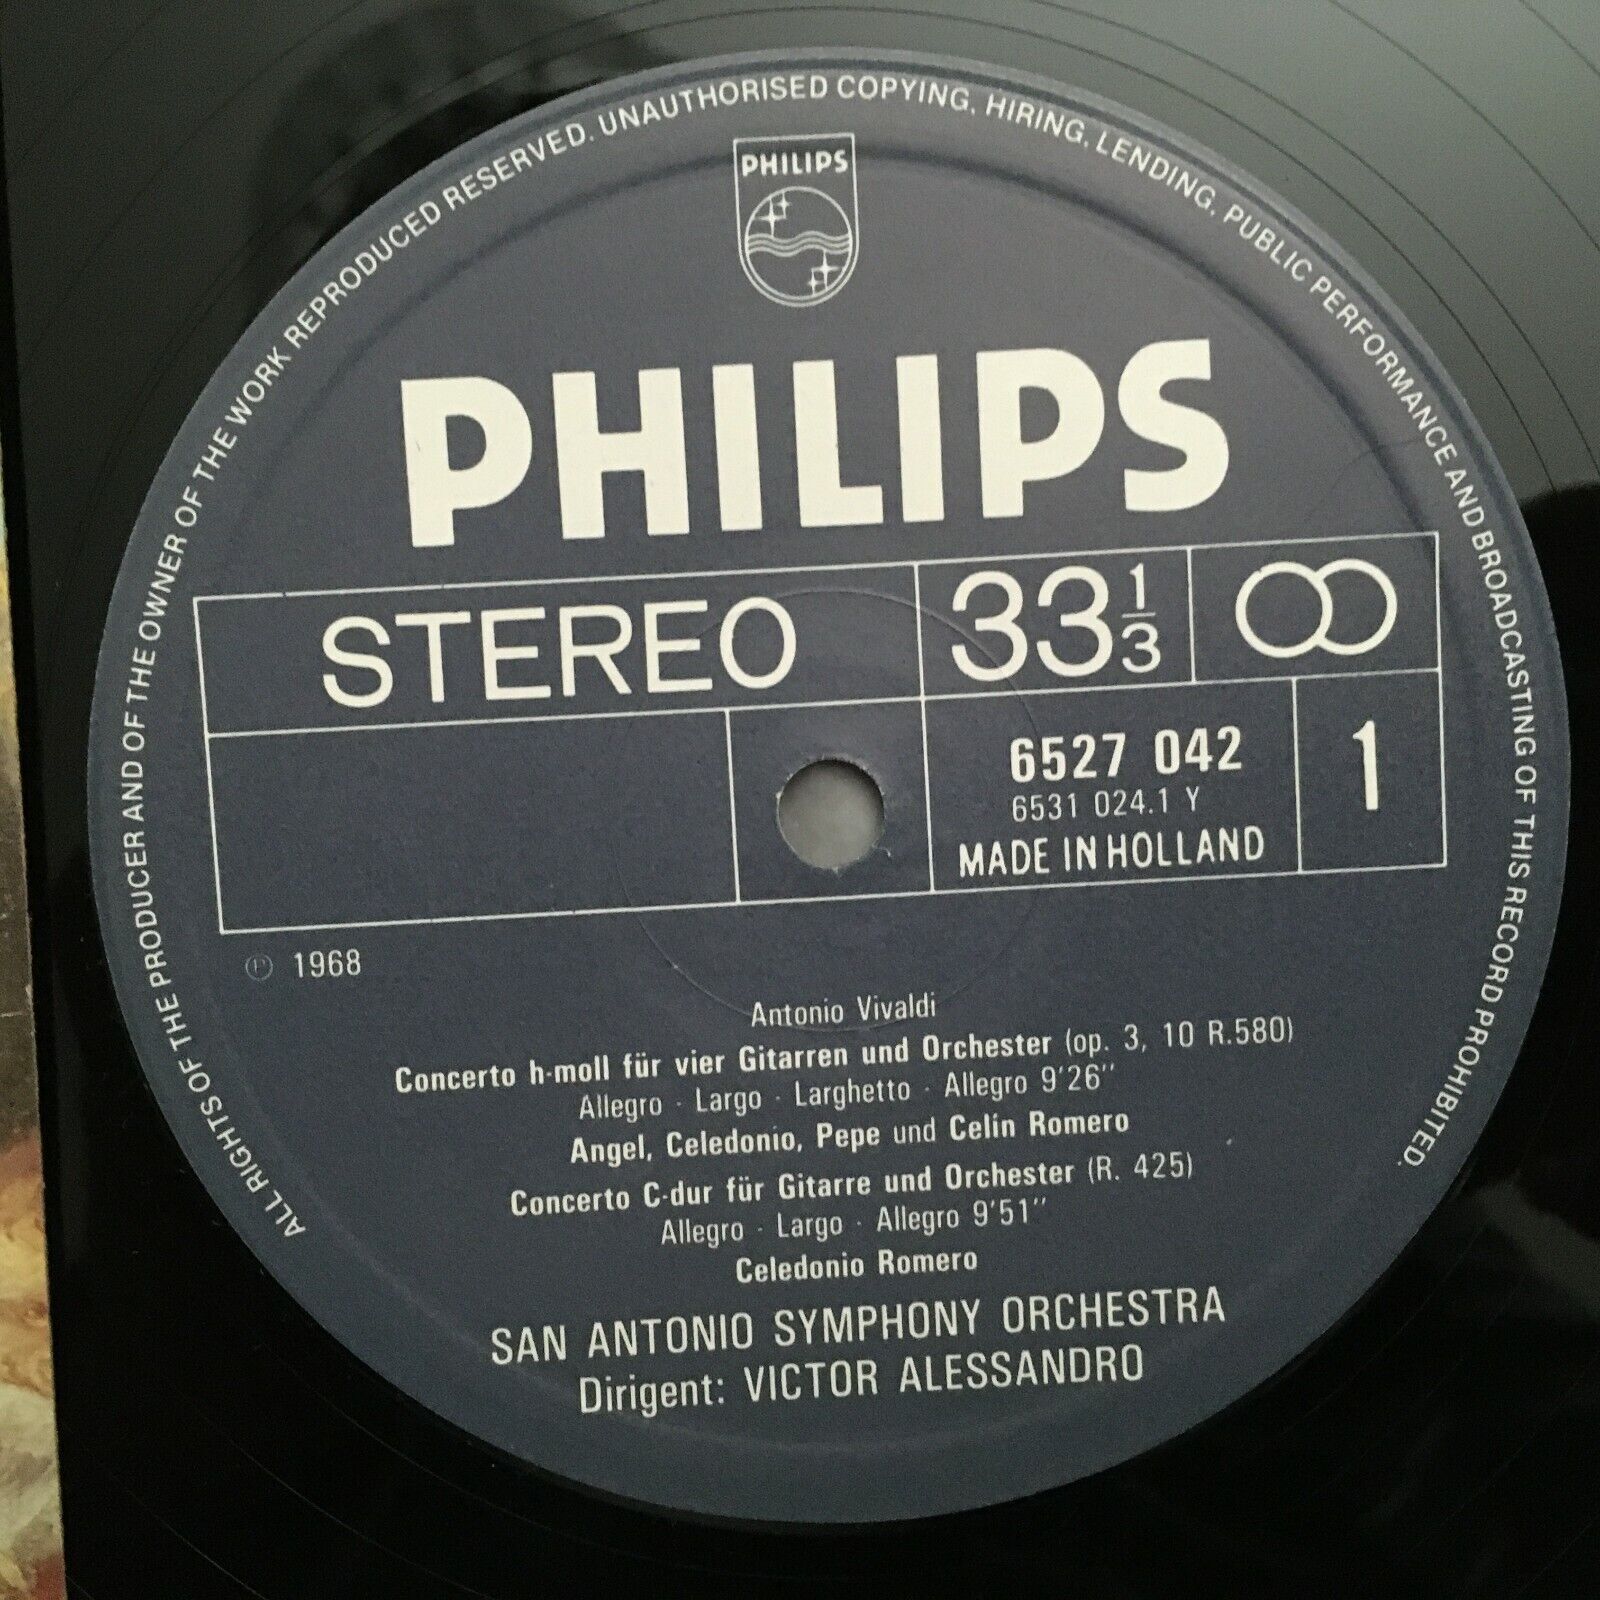 ALL RIGHTS OF THE PRODUCER AND OF THE OWNER OF THE WORK REPRODUCED RESERVED. UNAUTHORISED COPYING, HIRING, LENDING, PUBLIC PERFORMANCE AND BROADCASTING OF THIS RECORD PROHIBITED.
PHILIPS
PHILIPS
STEREO 33 1/3
6527 042 1
6531 024.1 Y
MADE IN HOLLAND
℗ 1968
Antonio Vivaldi
Concerto h-moll für vier Gitarren und Orchester (op. 3, 10 R.580)
Allegro · Largo · Larghetto · Allegro 9'26''
Angel, Celedonio, Pepe und Celín Romero
Concerto C-dur für Gitarre und Orchester (R. 425)
Allegro · Largo · Allegro 9'51''
Celedonio Romero
SAN ANTONIO SYMPHONY ORCHESTRA
Dirigent: VICTOR ALESSANDRO